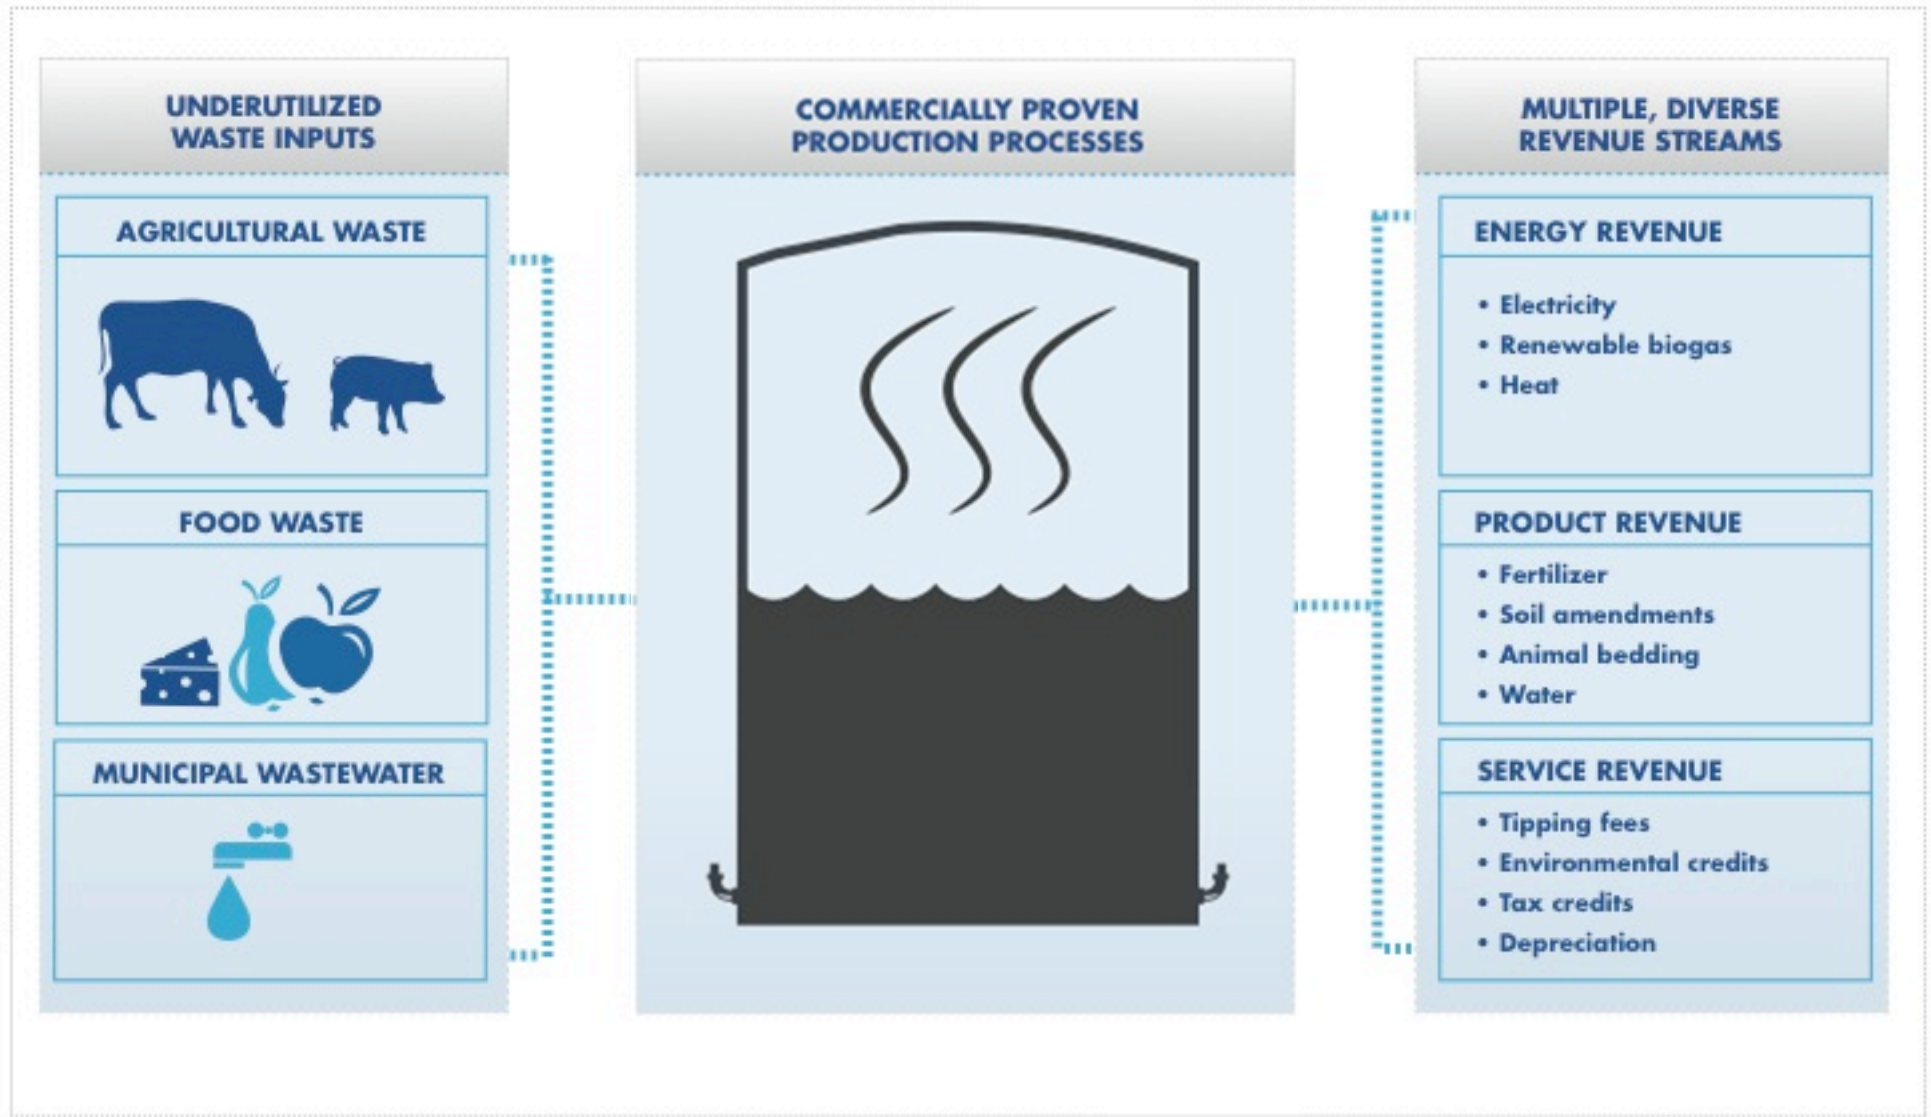 UNDERUTILIZED
WASTE INPUTS
AGRICULTURAL WASTE
FOOD WASTE
MUNICIPAL WASTEWATER
COMMERCIALLY PROVEN
PRODUCTION PROCESSES
MULTIPLE, DIVERSE
REVENUE STREAMS
ENERGY REVENUE
• Electricity
• Renewable biogas
• Heat
PRODUCT REVENUE
• Fertilizer
• Soil amendments
• Animal bedding
• Water
SERVICE REVENUE
• Tipping fees
• Environmental credits
• Tax credits
• Depreciation